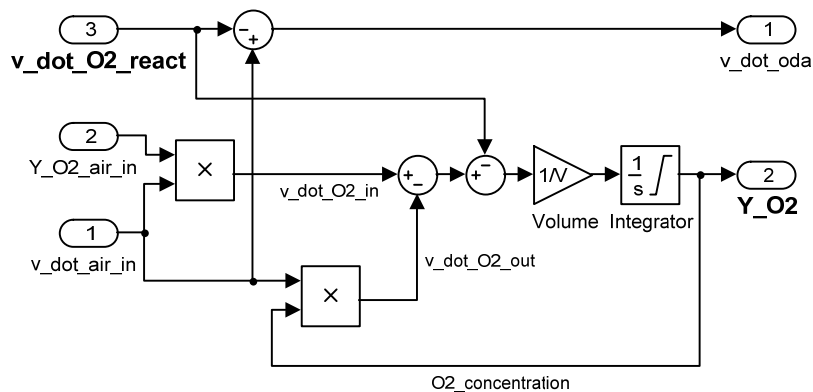 3
v_dot_O2_react
−
+
1
v_dot_oda
2
Y_O2_air_in
×
v_dot_O2_in
+
−
+
−
1/V
Volume
1
s
Integrator
2
Y_O2
1
v_dot_air_in
×
v_dot_O2_out
O2_concentration